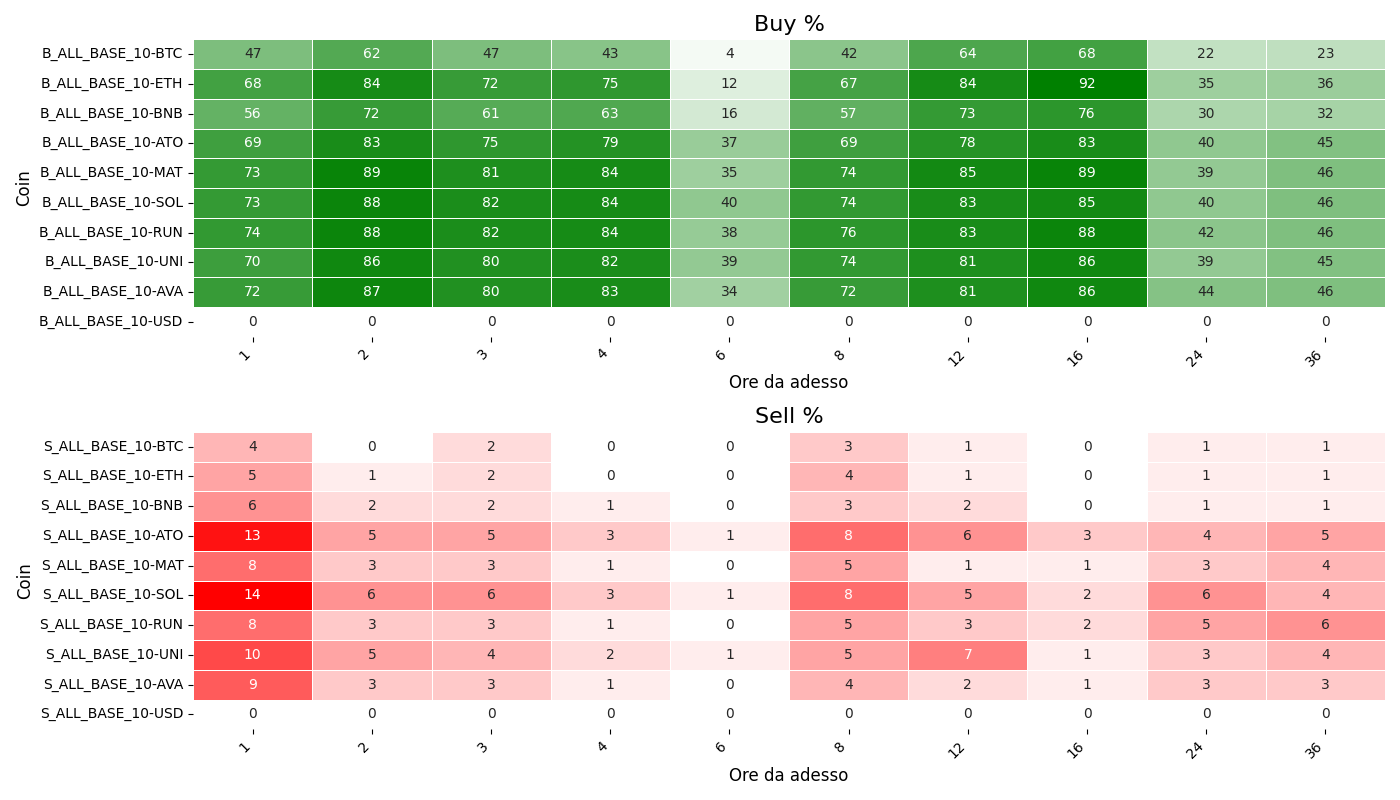 Buy %
Coin
B_ALL_BASE_10-BTC 47 62 47 43 4 42 64 68 22 23
B_ALL_BASE_10-ETH 68 84 72 75 12 67 84 92 35 36
B_ALL_BASE_10-BNB 56 72 61 63 16 57 73 76 30 32
B_ALL_BASE_10-ATO 69 83 75 79 37 69 78 83 40 45
B_ALL_BASE_10-MAT 73 89 81 84 35 74 85 89 39 46
B_ALL_BASE_10-SOL 73 88 82 84 40 74 83 85 40 46
B_ALL_BASE_10-RUN 74 88 82 84 38 76 83 88 42 46
B_ALL_BASE_10-UNI 70 86 80 82 39 74 81 86 39 45
B_ALL_BASE_10-AVA 72 87 80 83 34 72 81 86 44 46
B_ALL_BASE_10-USD 0 0 0 0 0 0 0 0 0 0
1 2 3 4 6 8 12 16 24 36
Ore da adesso
Sell %
Coin
S_ALL_BASE_10-BTC 4 0 2 0 0 3 1 0 1 1
S_ALL_BASE_10-ETH 5 1 2 0 0 4 1 0 1 1
S_ALL_BASE_10-BNB 6 2 2 1 0 3 2 0 1 1
S_ALL_BASE_10-ATO 13 5 5 3 1 8 6 3 4 5
S_ALL_BASE_10-MAT 8 3 3 1 0 5 1 1 3 4
S_ALL_BASE_10-SOL 14 6 6 3 1 8 5 2 6 4
S_ALL_BASE_10-RUN 8 3 3 1 0 5 3 2 5 6
S_ALL_BASE_10-UNI 10 5 4 2 1 5 7 1 3 4
S_ALL_BASE_10-AVA 9 3 3 1 0 4 2 1 3 3
S_ALL_BASE_10-USD 0 0 0 0 0 0 0 0 0 0
1 2 3 4 6 8 12 16 24 36
Ore da adesso